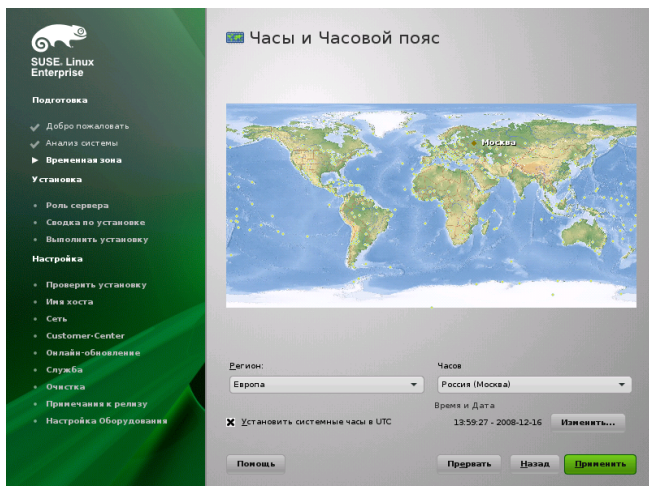 SUSE. Linux
Enterprise
Подготовка
Добро пожаловать
Анализ системы
Временная зона
Установка
Роль сервера
Сводка по установке
Выполнить установку
Настройка
Проверить установку
Имя хоста
Сеть
Customer-Center
Онлайн-обновление
Служба
Очистка
Примечания к релизу
Настройка Оборудования
Часы и Часовой пояс
Москва
Регион:
Европа
Часов
Россия (Москва)
Установить системные часы в UTC
Время и Дата
13:59:27 - 2008-12-16
Изменить...
Помощь
Прервать
Назад
Применить